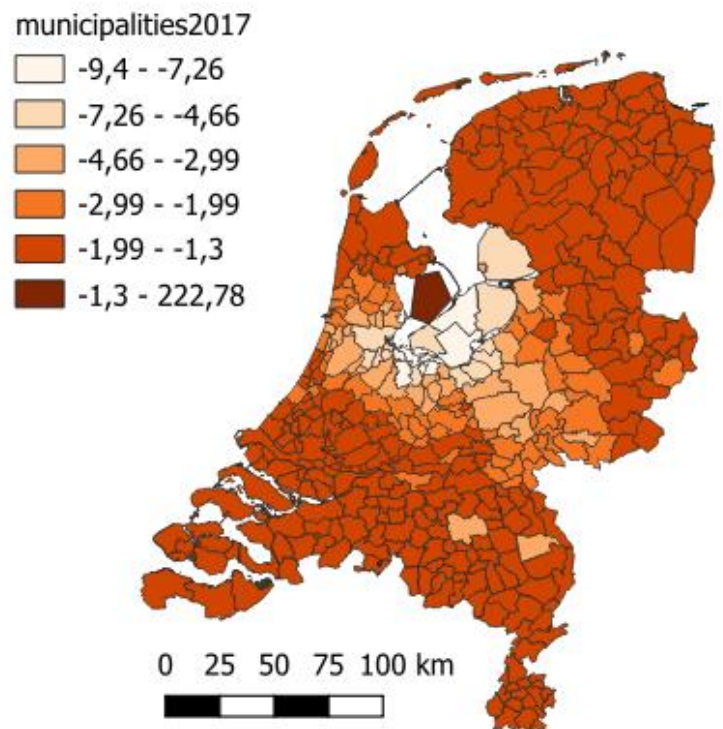 municipalities2017
-9,4 - -7,26
-7,26 - -4,66
-4,66 - -2,99
-2,99 - -1,99
-1,99 - -1,3
-1,3 - 222,78
0 25 50 75 100 km